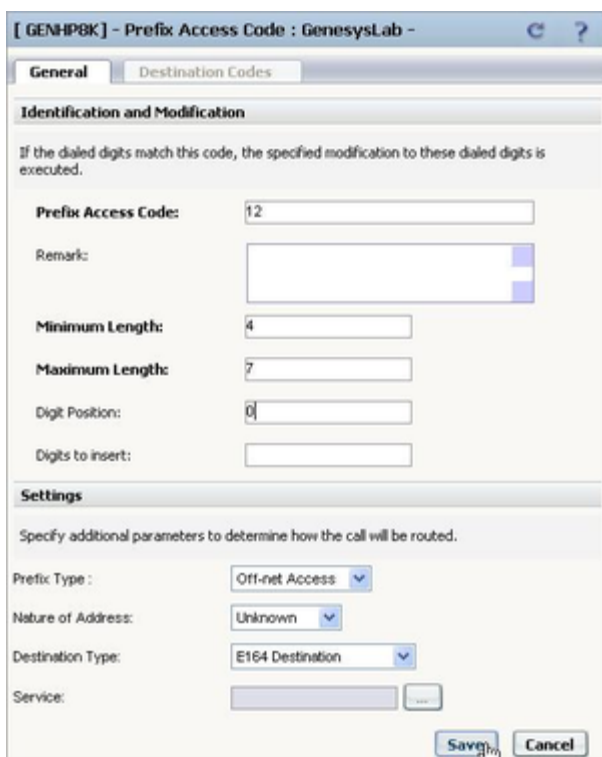 [ GENHP8K] - Prefix Access Code : GenesysLab -
?
General
Destination Codes
Identification and Modification
If the dialed digits match this code, the specified modification to these dialed digits is
executed.
Prefix Access Code: 12
Remark:
Minimum Length: 4
Maximum Length: 7
Digit Position: 0
Digits to insert:
Settings
Specify additional parameters to determine how the call will be routed.
Prefix Type : Off-net Access
Nature of Address: Unknown
Destination Type: E164 Destination
Service: ...
Save Cancel